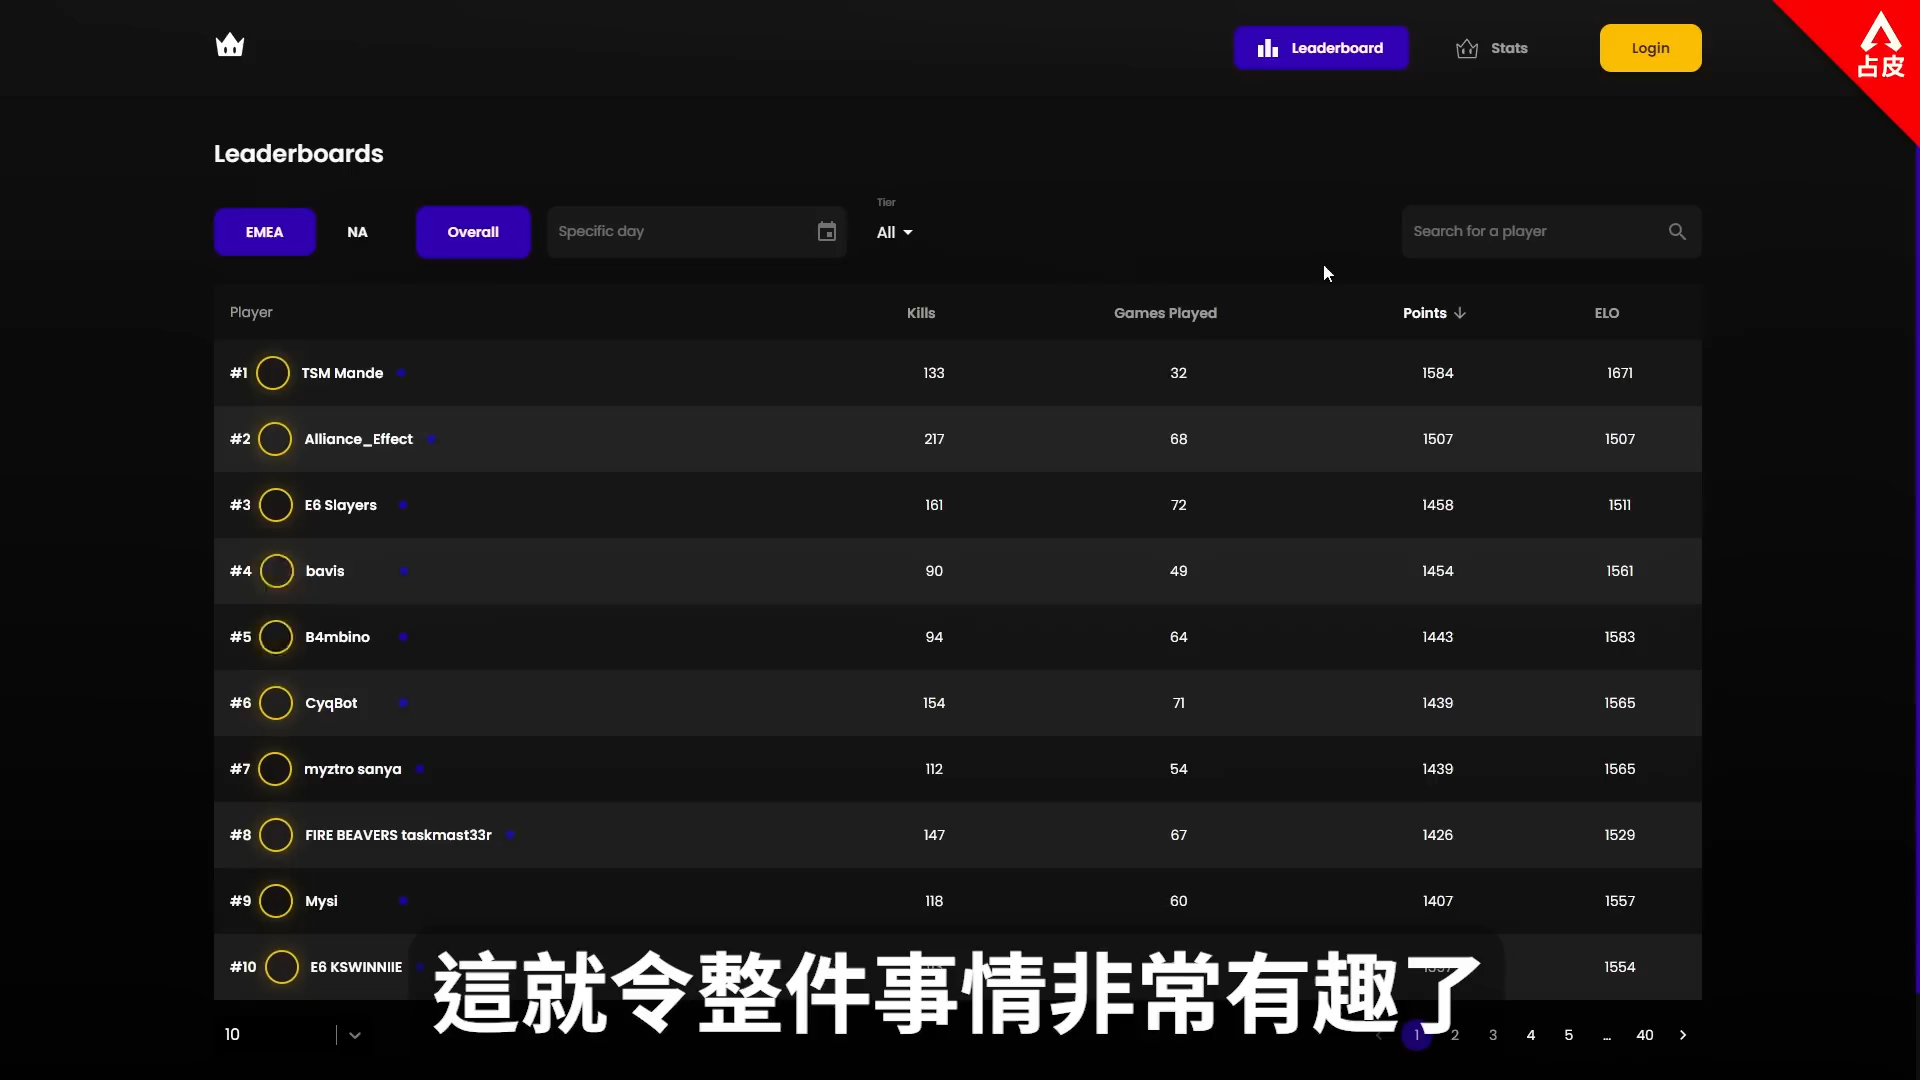 Leaderboard Stats Login
占皮
Leaderboards
Tier
EMEA NA Overall Specific day All Search for a player
Player Kills Games Played Points ELO
#1 TSM Mande 133 32 1584 1671
#2 Alliance_Effect 217 68 1507 1507
#3 E6 Slayers 161 72 1458 1511
#4 bavis 90 49 1454 1561
#5 B4mbino 94 64 1443 1583
#6 CyqBot 154 71 1439 1565
#7 myztro sanya 112 54 1439 1565
#8 FIRE BEAVERS taskmast33r 147 67 1426 1529
#9 Mysi 118 60 1407 1557
#10 E6 KSWINNIIE 1554
這就令整件事情非常有趣了
10 1 2 3 4 5 ... 40